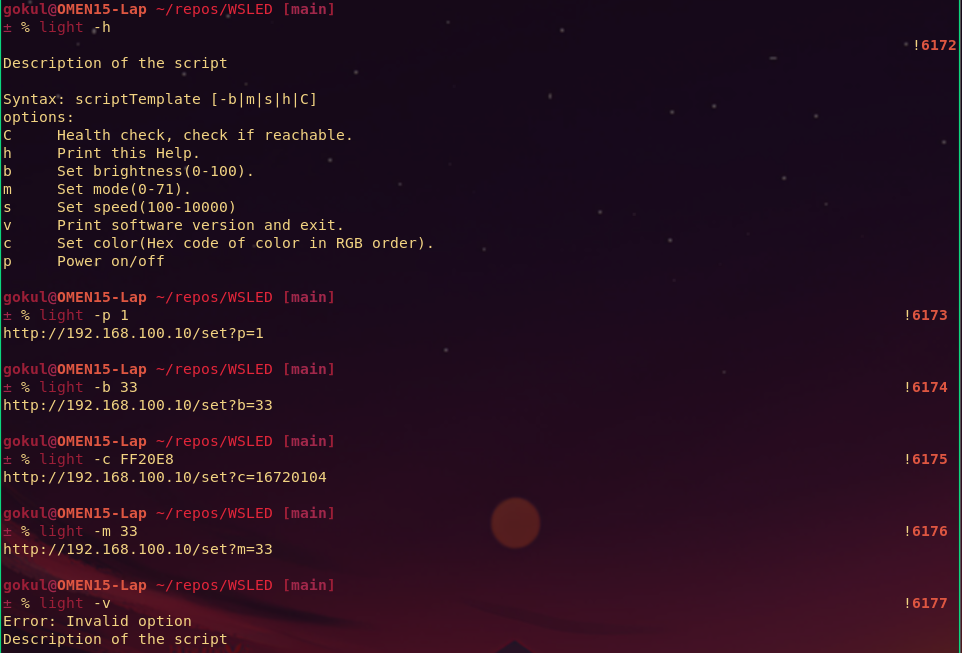 gokul@OMEN15-Lap ~/repos/WSLED [main]
± % light -h
!6172
Description of the script
Syntax: scriptTemplate [-b|m|s|h|C]
options:
C     Health check, check if reachable.
h     Print this Help.
b     Set brightness(0-100).
m     Set mode(0-71).
s     Set speed(100-10000)
v     Print software version and exit.
c     Set color(Hex code of color in RGB order).
p     Power on/off
gokul@OMEN15-Lap ~/repos/WSLED [main]
± % light -p 1 !6173
http://192.168.100.10/set?p=1
gokul@OMEN15-Lap ~/repos/WSLED [main]
± % light -b 33 !6174
http://192.168.100.10/set?b=33
gokul@OMEN15-Lap ~/repos/WSLED [main]
± % light -c FF20E8 !6175
http://192.168.100.10/set?c=16720104
gokul@OMEN15-Lap ~/repos/WSLED [main]
± % light -m 33 !6176
http://192.168.100.10/set?m=33
gokul@OMEN15-Lap ~/repos/WSLED [main]
± % light -v !6177
Error: Invalid option
Description of the script